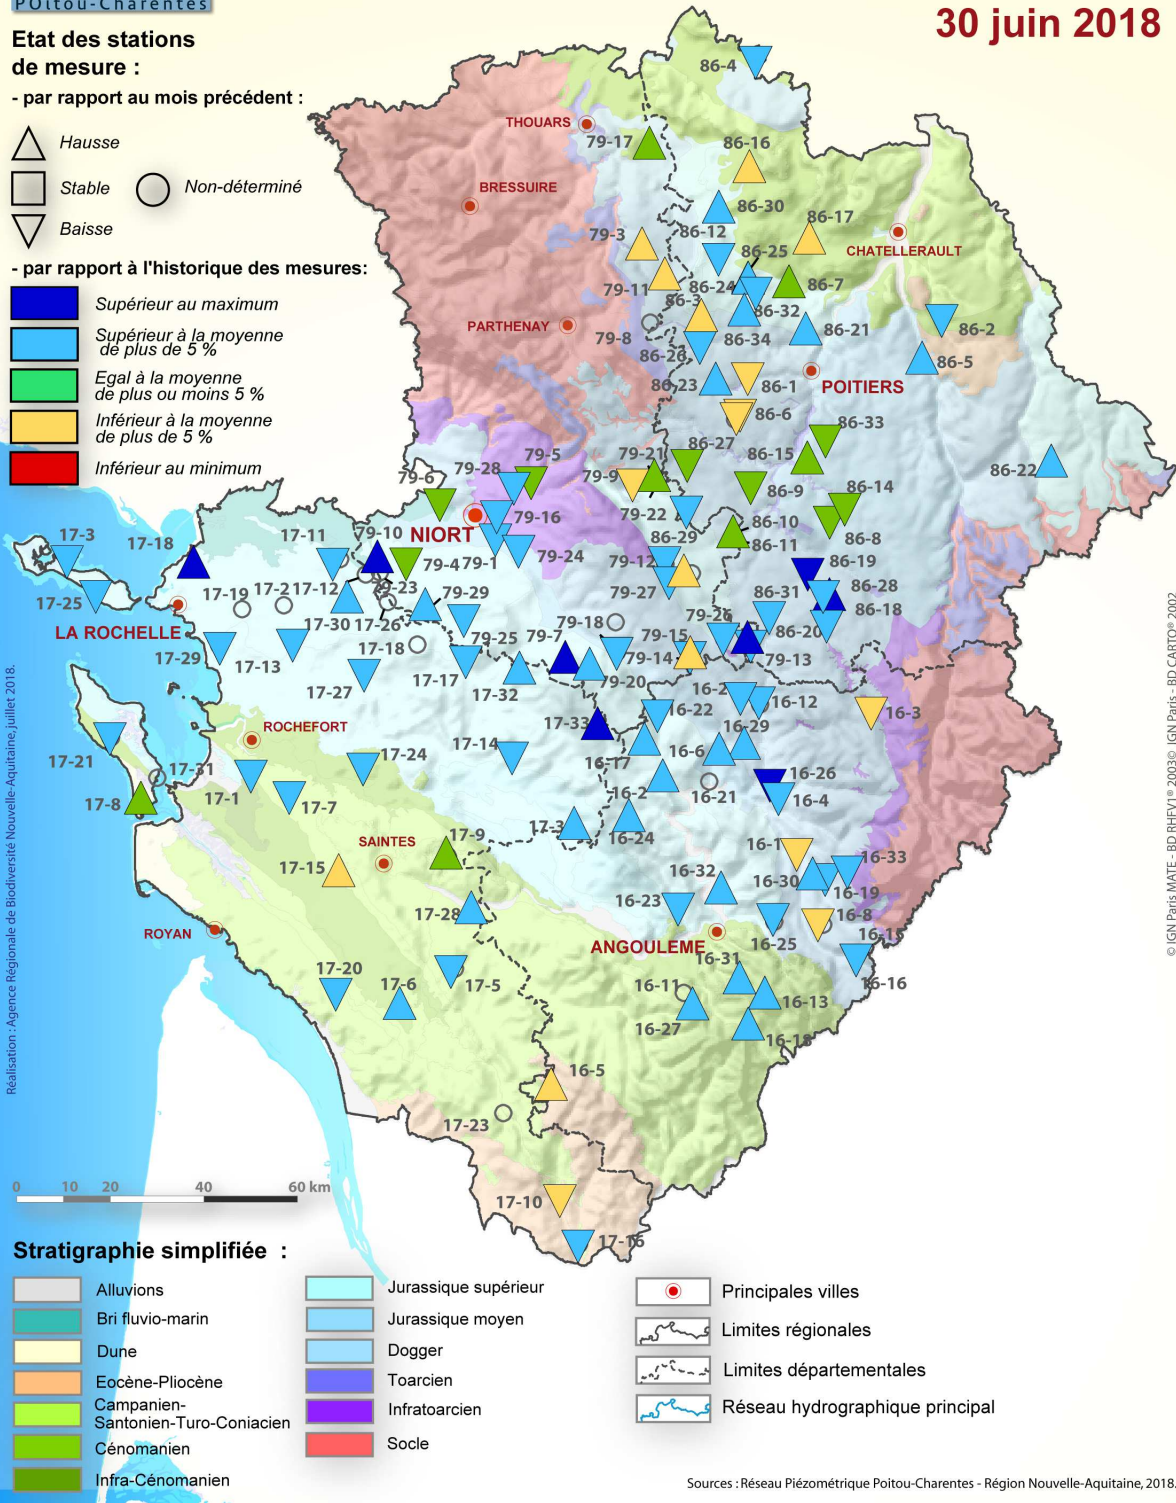 POitou-Charentes
30 juin 2018
Etat des stations
de mesure :
- par rapport au mois précédent :
Hausse
Stable
Non-déterminé
Baisse
- par rapport à l'historique des mesures:
Supérieur au maximum
Supérieur à la moyenne
de plus de 5 %
Egal à la moyenne
de plus ou moins 5 %
Inférieur à la moyenne
de plus de 5 %
Inférieur au minimum
86-4
THOUARS
79-17
86-16
BRESSUIRE
86-30
86-17
79-3
86-12
86-25
CHATELLERAULT
79-11
86-24
86-7
86-3
86-32
PARTHENAY
79-8
86-34
86-21
86-2
86-26
86-5
86-23
86-1
POITIERS
86-6
86-33
86-27
79-5
79-21
86-15
79-28
79-6
79-9
86-22
86-9
86-14
79-16
79-22
86-10
NIORT
17-3
17-18
17-11
79-10
86-29
86-11
86-8
79-24
79-4
79-1
79-12
86-19
17-25
17-19
17-2
17-12
79-23
79-29
79-27
86-31
86-28
86-18
LA ROCHELLE
17-30
17-26
79-18
79-26
79-25
79-7
79-15
86-20
17-29
17-13
17-18
79-14
79-13
17-27
17-17
17-32
79-20
16-2
16-12
16-22
16-3
ROCHEFORT
17-33
16-29
17-21
17-31
17-24
17-14
16-17
16-6
16-26
17-8
17-1
17-7
16-2
16-21
16-4
17-3
16-24
SAINTES
17-9
16-1
16-33
17-15
16-32
16-30
16-19
17-28
16-23
16-8
ROYAN
ANGOULEME
16-25
16-15
16-31
17-20
17-6
17-5
16-11
16-13
16-16
16-27
16-18
16-5
17-23
17-10
17-16
0 10 20 40 60 km
Réalisation : Agence Régionale de Biodiversité Nouvelle-Aquitaine, juillet 2018.
© IGN Paris MATE - BD RHFV1® 2003© IGN Paris - BD CARTO® 2002
Stratigraphie simplifiée :
Alluvions
Bri fluvio-marin
Dune
Eocène-Pliocène
Campanien-
Santonien-Turo-Coniacien
Cénomanien
Infra-Cénomanien
Jurassique supérieur
Jurassique moyen
Dogger
Toarcien
Infratoarcien
Socle
Principales villes
Limites régionales
Limites départementales
Réseau hydrographique principal
Sources : Réseau Piézométrique Poitou-Charentes - Région Nouvelle-Aquitaine, 2018.